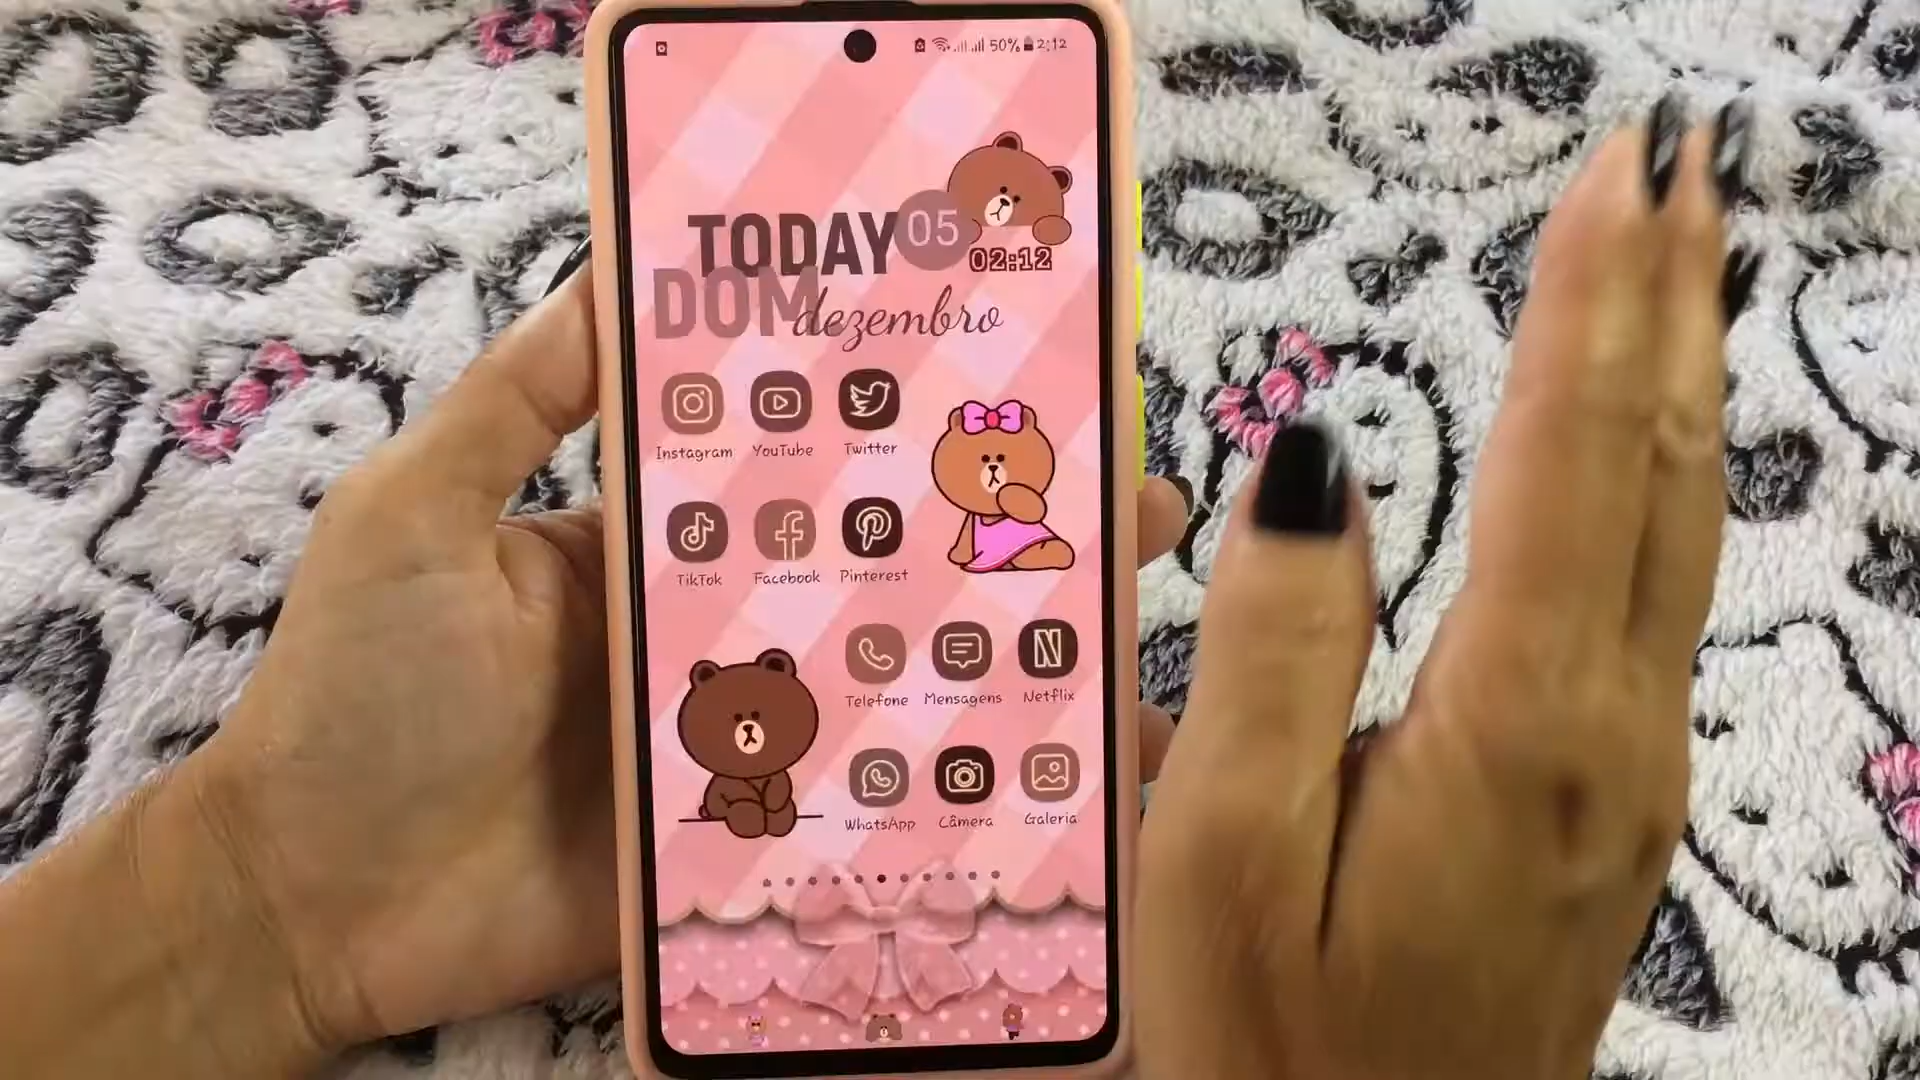 50% 2:12
TODAY 05
02:12
DOM dezembro
Instagram YouTube Twitter
TikTok Facebook Pinterest
Telefone Mensagens Netflix
WhatsApp Câmera Galeria